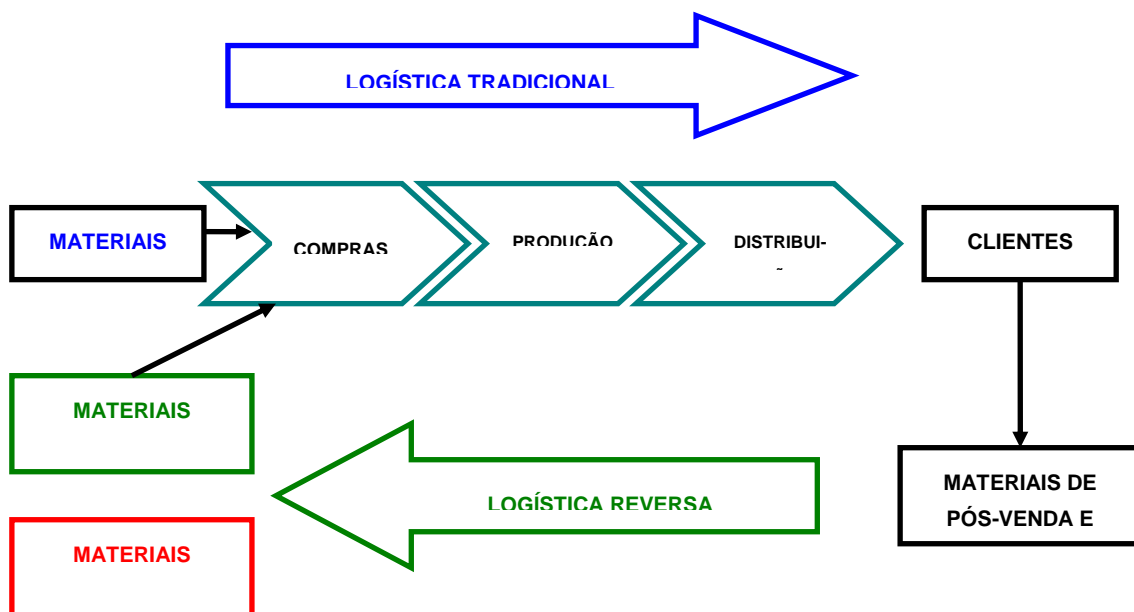 LOGÍSTICA TRADICIONAL
MATERIAIS
COMPRAS
PRODUÇÃO
DISTRIBUI-
CLIENTES
MATERIAIS
LOGÍSTICA REVERSA
MATERIAIS DE
PÓS-VENDA E
MATERIAIS